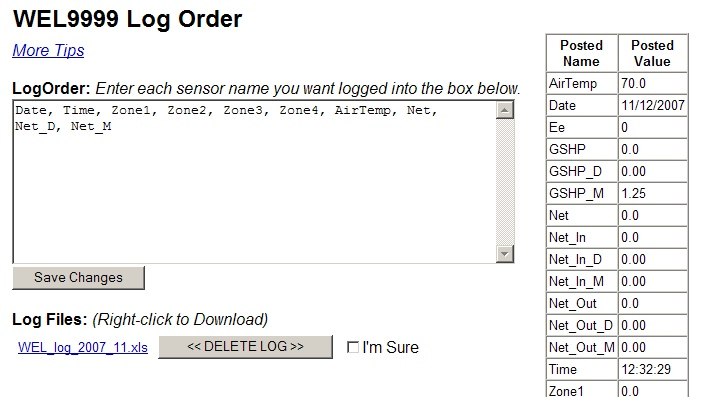 WEL9999 Log Order
More Tips
LogOrder: Enter each sensor name you want logged into the box below.
Date, Time, Zone1, Zone2, Zone3, Zone4, AirTemp, Net,
Net_D, Net_M
Save Changes
Log Files: (Right-click to Download)
WEL_log_2007_11.xls << DELETE LOG >> I'm Sure
Posted Name Posted Value
AirTemp 70.0
Date 11/12/2007
Ee 0
GSHP 0.0
GSHP_D 0.00
GSHP_M 1.25
Net 0.0
Net_In 0.0
Net_In_D 0.00
Net_In_M 0.00
Net_Out 0.0
Net_Out_D 0.00
Net_Out_M 0.00
Time 12:32:29
Zone1 0.0